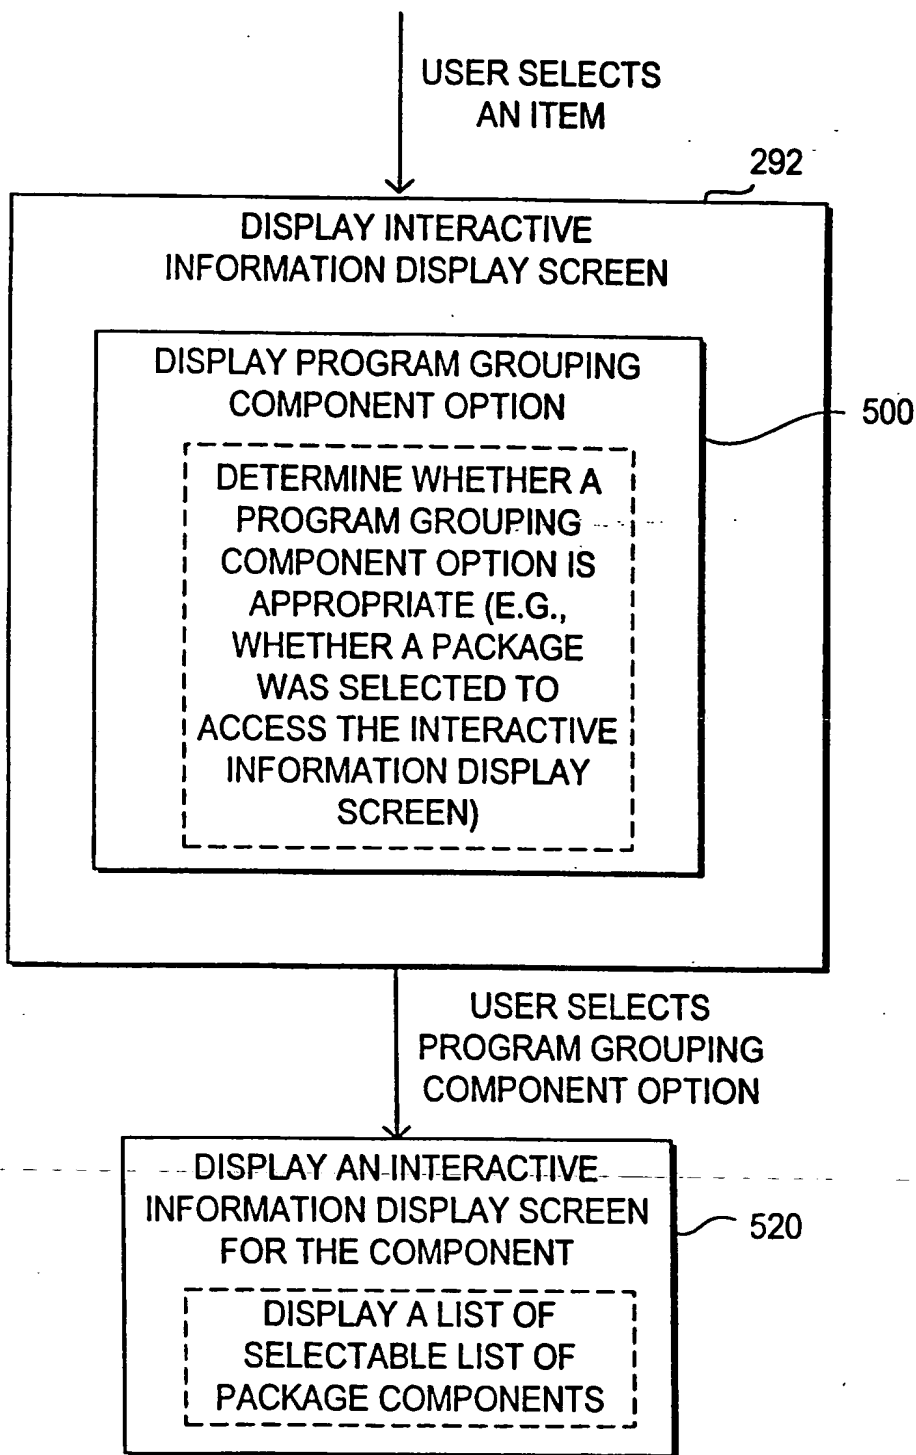 USER SELECTS
AN ITEM
292
DISPLAY INTERACTIVE
INFORMATION DISPLAY SCREEN
DISPLAY PROGRAM GROUPING
COMPONENT OPTION
500
DETERMINE WHETHER A
PROGRAM GROUPING
COMPONENT OPTION IS
APPROPRIATE (E.G.,
WHETHER A PACKAGE
WAS SELECTED TO
ACCESS THE INTERACTIVE
INFORMATION DISPLAY
SCREEN)
USER SELECTS
PROGRAM GROUPING
COMPONENT OPTION
DISPLAY AN INTERACTIVE
INFORMATION DISPLAY SCREEN
FOR THE COMPONENT
520
DISPLAY A LIST OF
SELECTABLE LIST OF
PACKAGE COMPONENTS